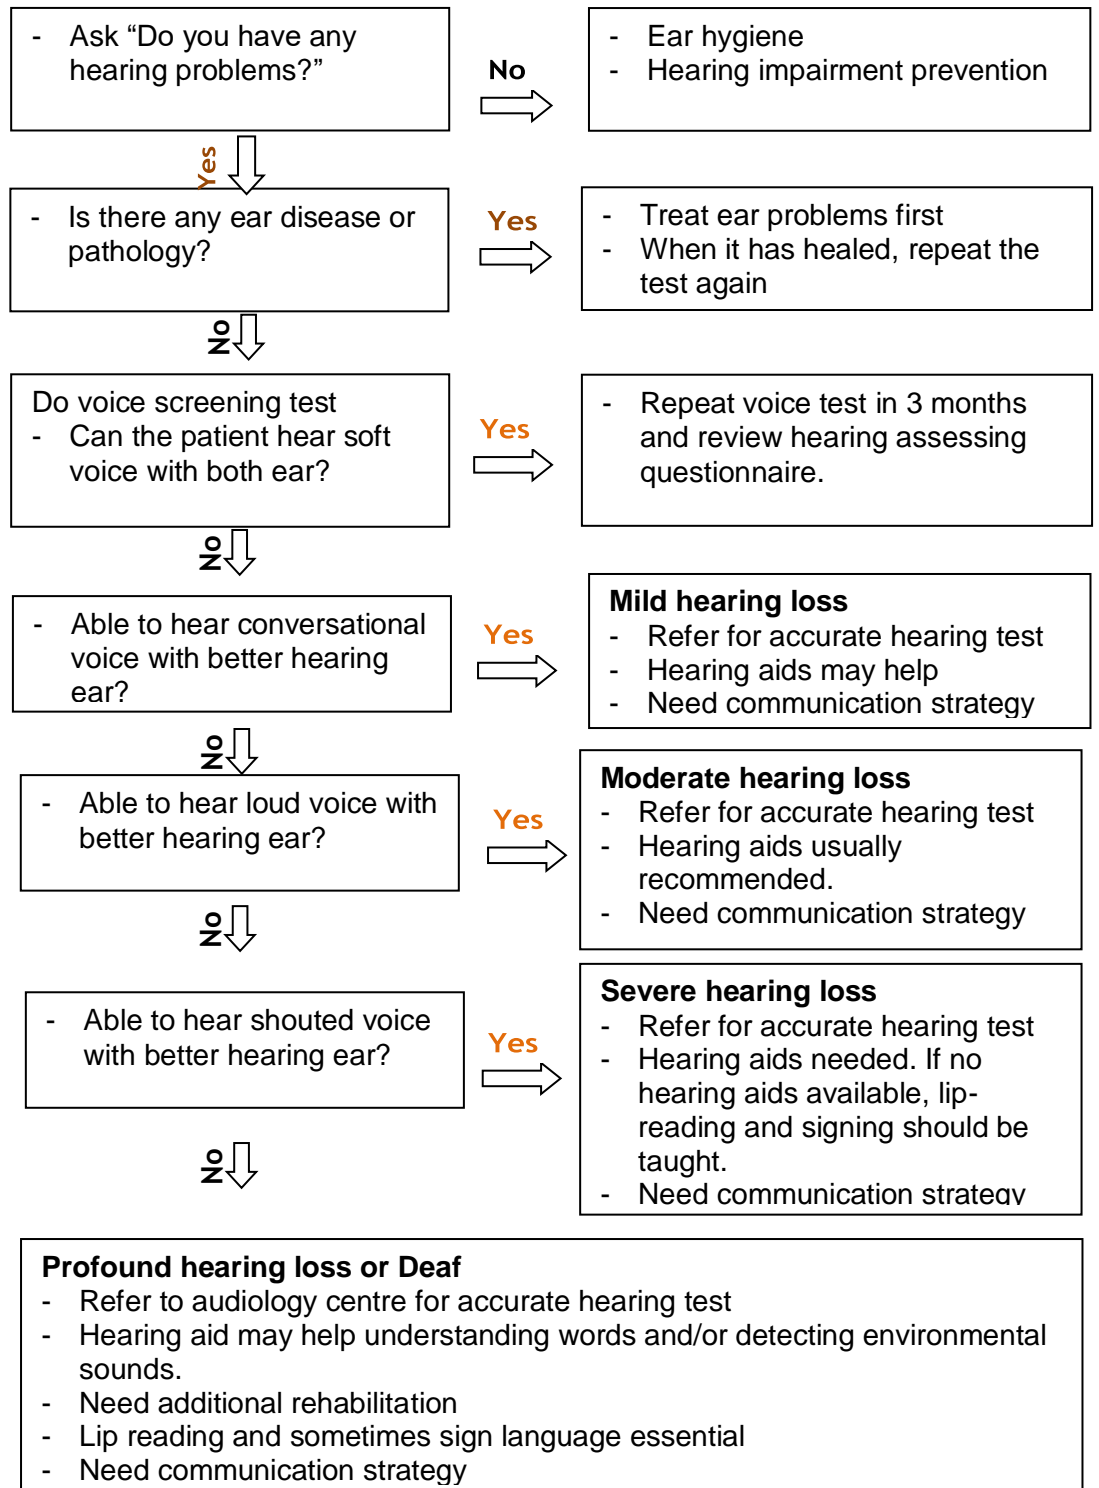 - Ask “Do you have any
hearing problems?”
No
- Ear hygiene
- Hearing impairment prevention
Yes
- Is there any ear disease or
pathology?
Yes
- Treat ear problems first
- When it has healed, repeat the
test again
No
Do voice screening test
- Can the patient hear soft
voice with both ear?
Yes
- Repeat voice test in 3 months
and review hearing assessing
questionnaire.
No
- Able to hear conversational
voice with better hearing
ear?
Yes
Mild hearing loss
- Refer for accurate hearing test
- Hearing aids may help
- Need communication strategy
No
- Able to hear loud voice with
better hearing ear?
Yes
Moderate hearing loss
- Refer for accurate hearing test
- Hearing aids usually
recommended.
- Need communication strategy
No
- Able to hear shouted voice
with better hearing ear?
Yes
Severe hearing loss
- Refer for accurate hearing test
- Hearing aids needed. If no
hearing aids available, lip-
reading and signing should be
taught.
- Need communication strategy
No
Profound hearing loss or Deaf
- Refer to audiology centre for accurate hearing test
- Hearing aid may help understanding words and/or detecting environmental
sounds.
- Need additional rehabilitation
- Lip reading and sometimes sign language essential
- Need communication strategy